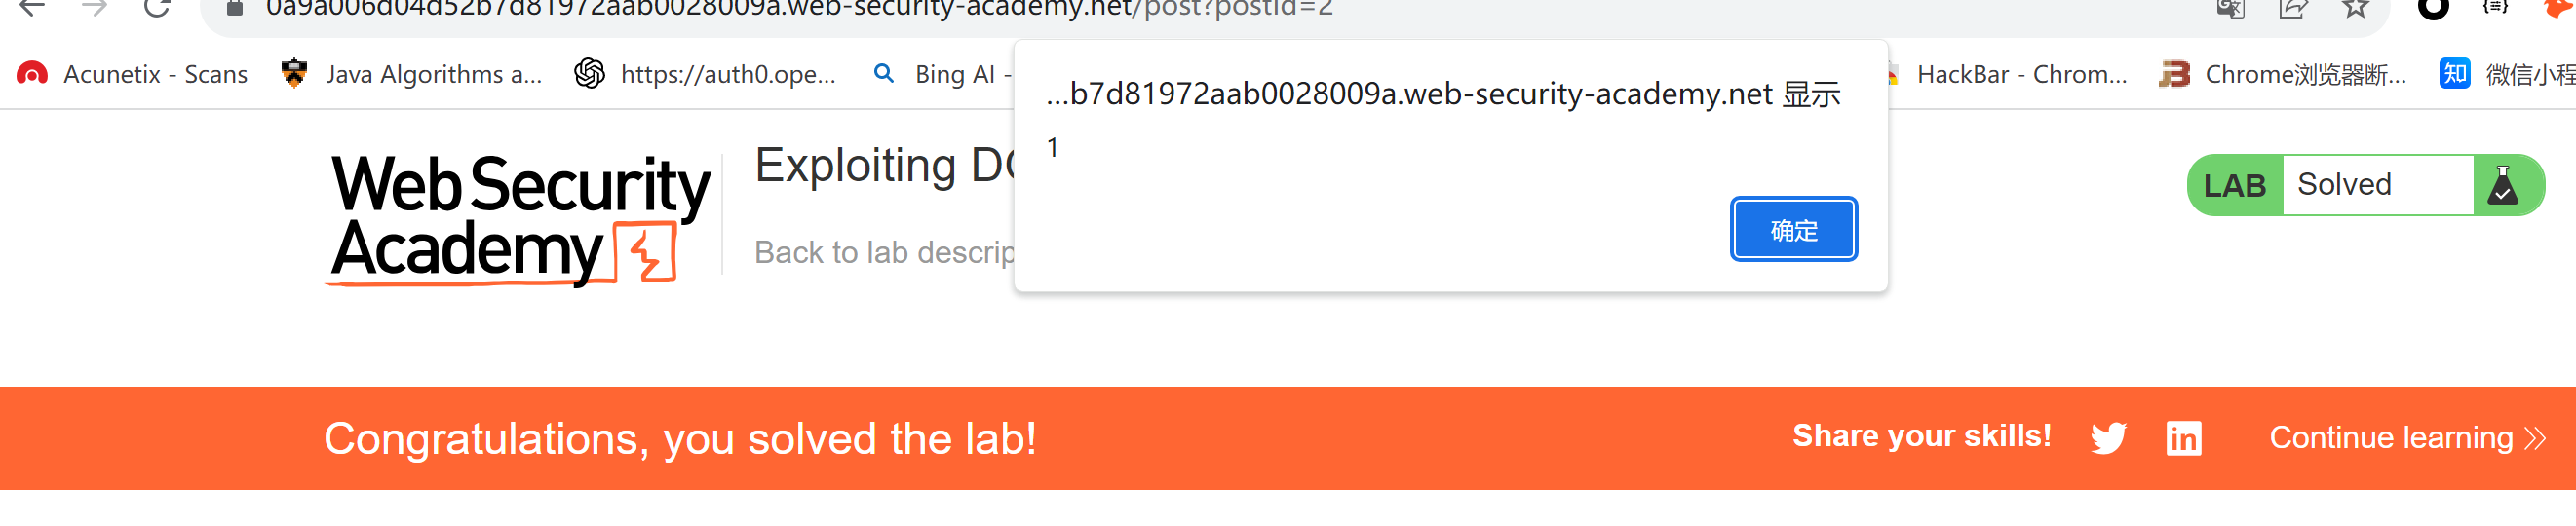 0a9a006d04d52b7d81972aab0028009a.web-security-academy.net/post?postId=2
Acunetix - Scans
Java Algorithms a...
https://auth0.ope...
Bing AI -
HackBar - Chrom...
Chrome浏览器断...
知
微信小程
...b7d81972aab0028009a.web-security-academy.net 显示
1
确定
Web Security
Academy
Exploiting DO
Back to lab descrip
LAB
Solved
Congratulations, you solved the lab!
Share your skills!
in
Continue learning